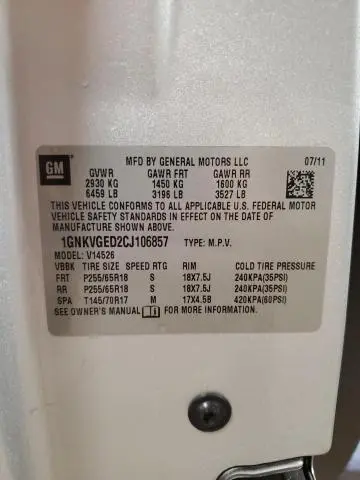 GM
MFD BY GENERAL MOTORS LLC 07/11
GVWR GAWR FRT GAWR RR
2930 KG 1450 KG 1600 KG
6459 LB 3196 LB 3527 LB
THIS VEHICLE CONFORMS TO ALL APPLICABLE U.S. FEDERAL MOTOR
VEHICLE SAFETY STANDARDS IN EFFECT ON THE DATE OF
MANUFACTURE SHOWN ABOVE.
1GNKVGED2CJ106857 TYPE: M.P.V.
MODEL: V14526
VBBK TIRE SIZE SPEED RTG RIM COLD TIRE PRESSURE
FRT P255/65R18 S 18X7.5J 240KPA(35PSI)
RR P255/65R18 S 18X7.5J 240KPA(35PSI)
SPA T145/70R17 M 17X4.5B 420KPA(60PSI)
SEE OWNER'S MANUAL FOR MORE INFORMATION.